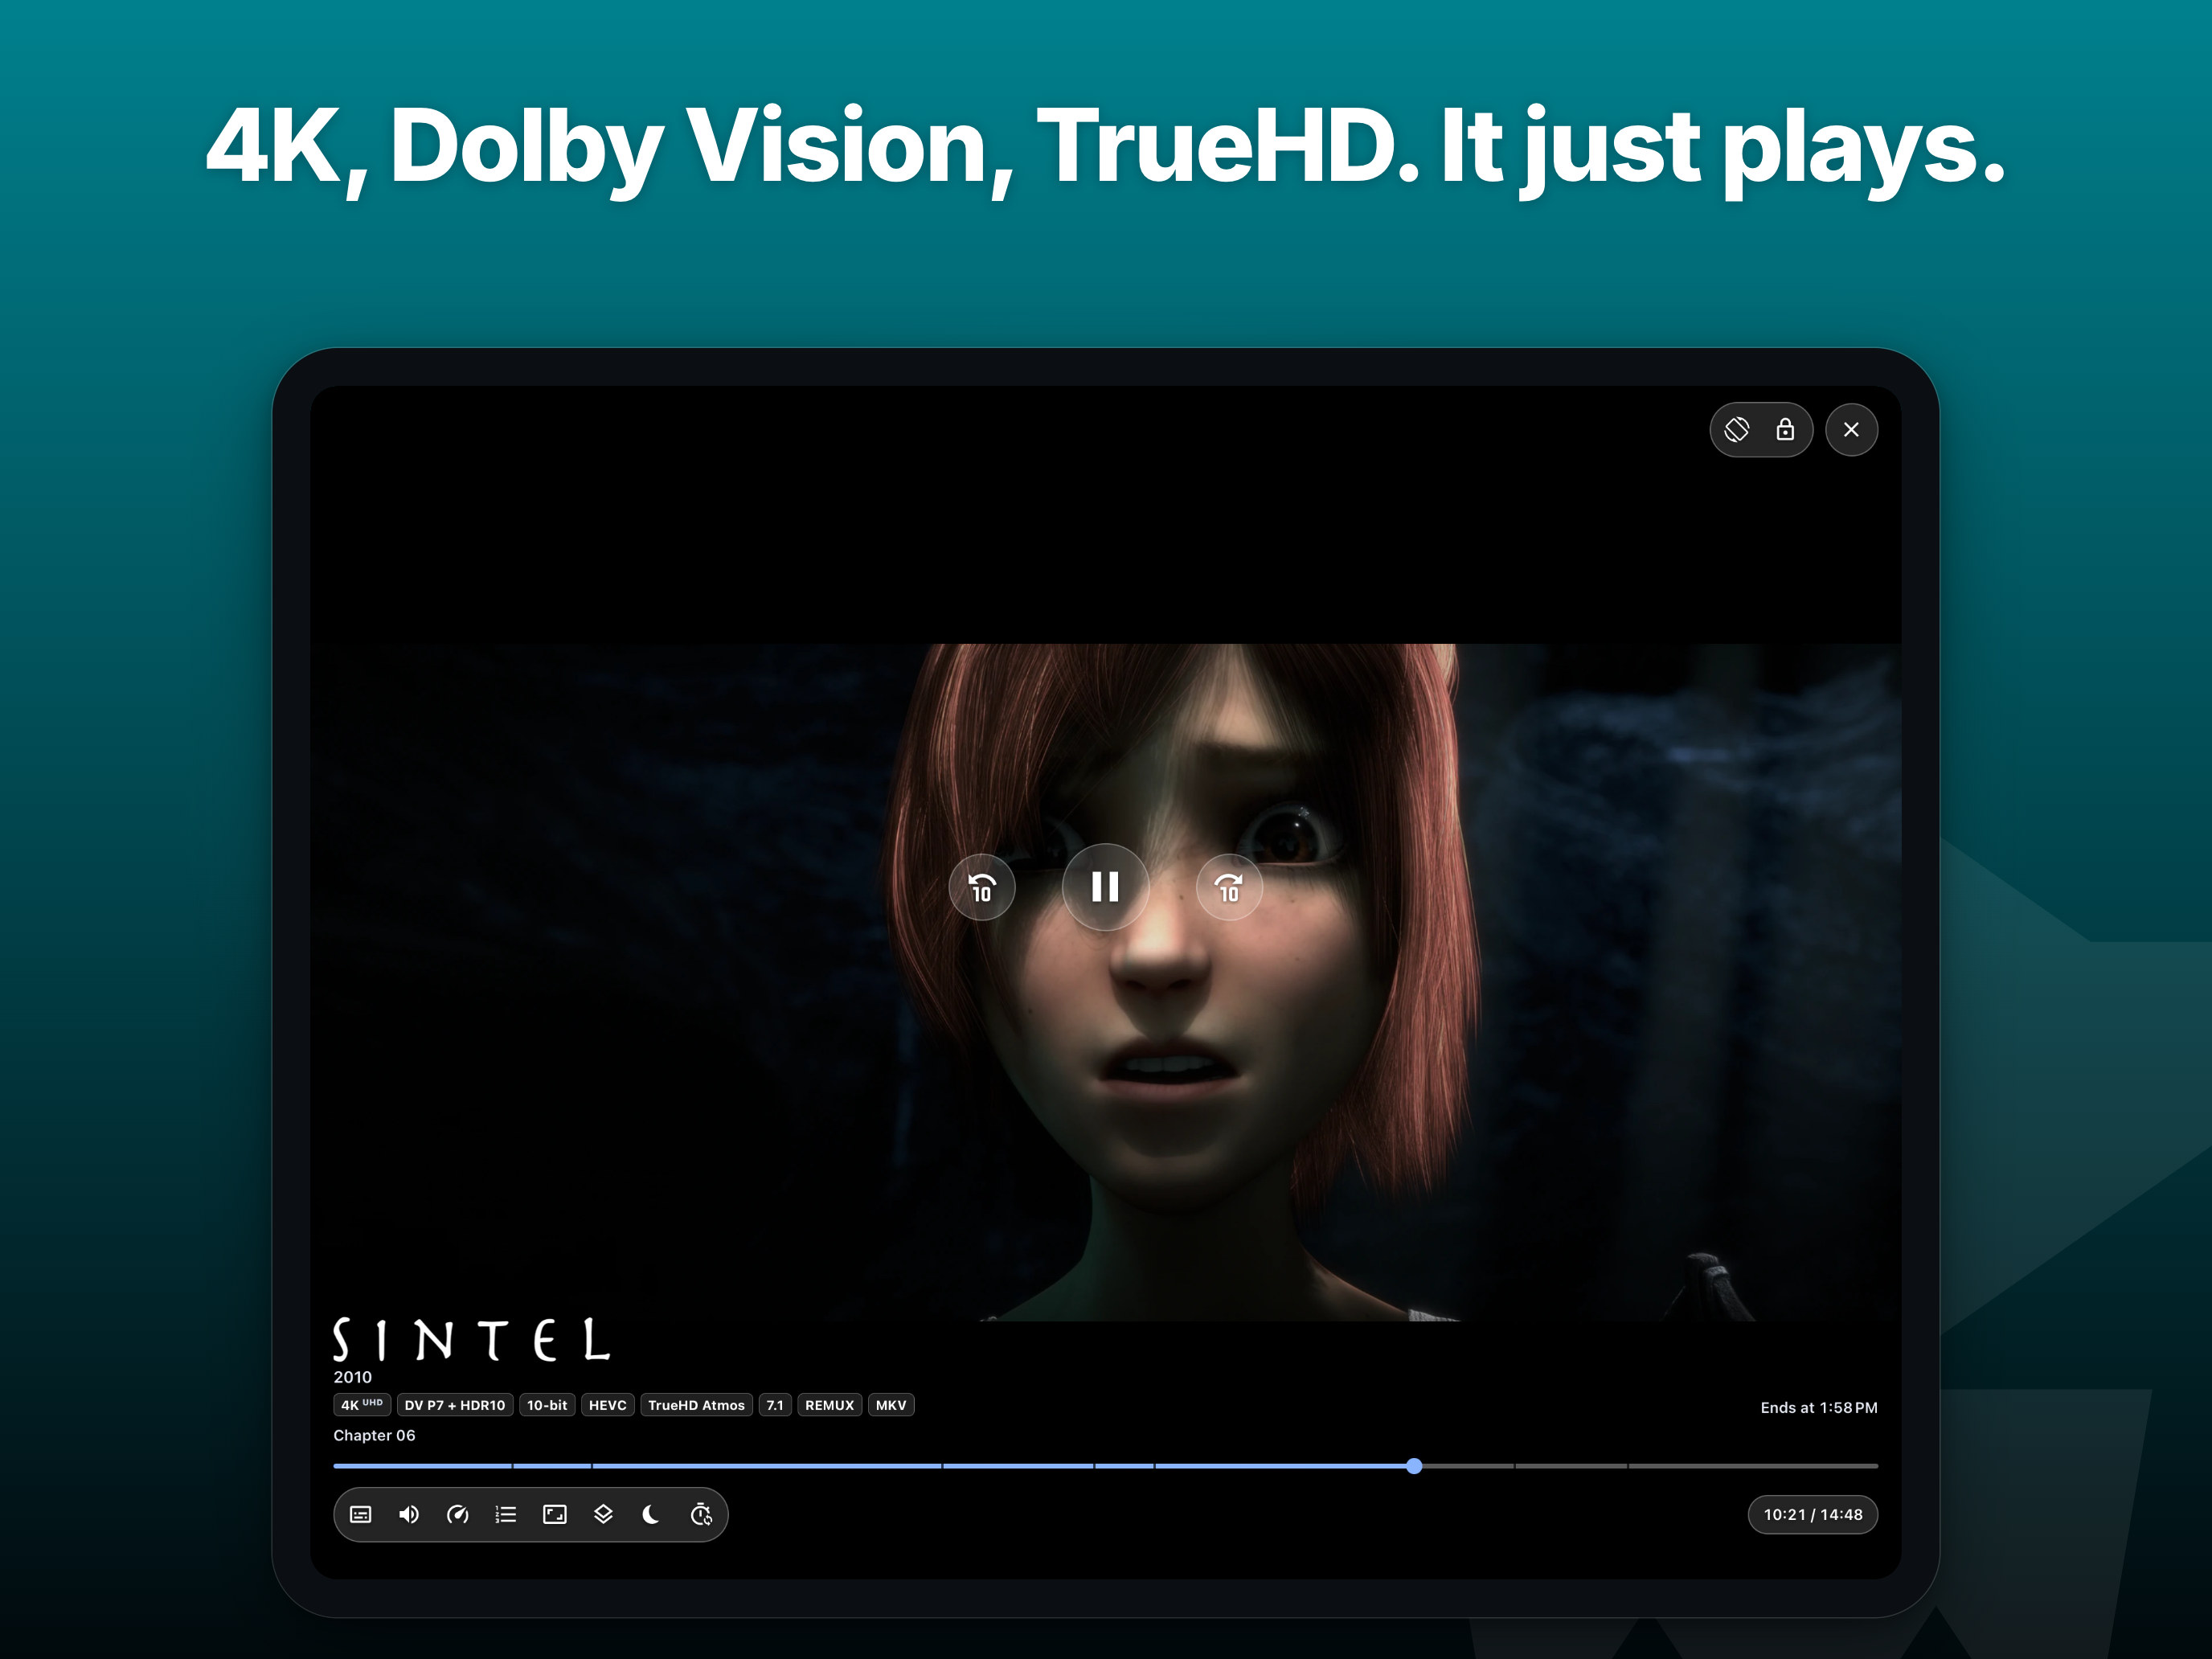 4K, Dolby Vision, TrueHD. It just plays.
10
10
SINTEL
2010
4K UHD DV P7 + HDR10 10-bit HEVC TrueHD Atmos 7.1 REMUX MKV
Ends at 1:58 PM
Chapter 06
10:21 / 14:48